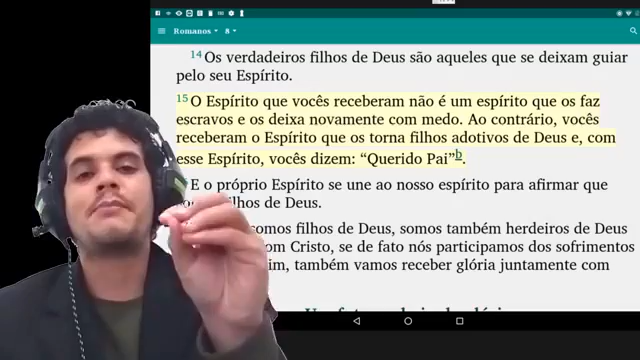 Romanos 8
14 Os verdadeiros filhos de Deus são aqueles que se deixam guiar
pelo seu Espírito.
15 O Espírito que vocês receberam não é um espírito que os faz
escravos e os deixa novamente com medo. Ao contrário, vocês
receberam o Espírito que os torna filhos adotivos de Deus e, com
esse Espírito, vocês dizem: “Querido Pai”b.
E o próprio Espírito se une ao nosso espírito para afirmar que
filhos de Deus.
somos filhos de Deus, somos também herdeiros de Deus
com Cristo, se de fato nós participamos dos sofrimentos
também vamos receber glória juntamente com